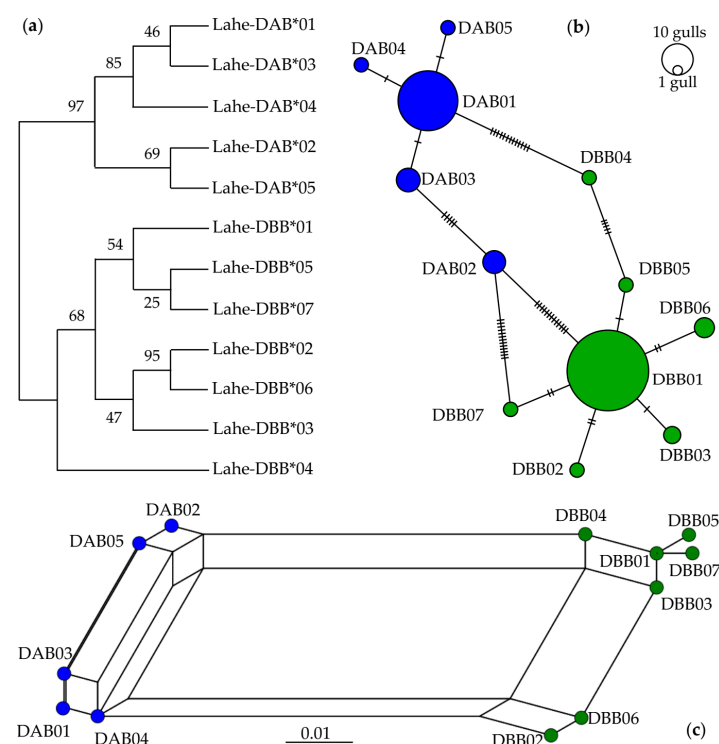 (a)
46
Lahe-DAB*01
85
Lahe-DAB*03
97
Lahe-DAB*04
69
Lahe-DAB*02
Lahe-DAB*05
54
Lahe-DBB*01
25
Lahe-DBB*05
68
Lahe-DBB*07
95
Lahe-DBB*02
47
Lahe-DBB*06
Lahe-DBB*03
Lahe-DBB*04
(b)
10 gulls
1 gull
DAB05
DAB04
DAB01
DBB04
DAB03
DAB02
DBB05
DBB06
DBB01
DBB07
DBB03
DBB02
DAB02
DAB05
DBB04
DBB05
DBB01
DBB07
DBB03
DAB03
DAB01
DAB04
0.01
DBB02
DBB06
(c)